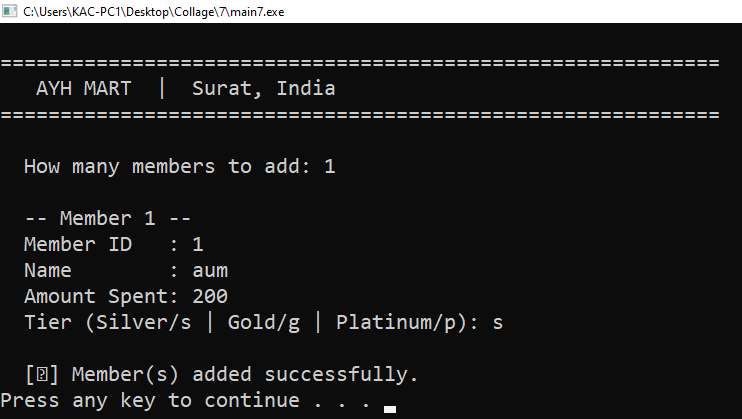 C:\Users\KAC-PC1\Desktop\Collage\7\main7.exe
============================================================
AYH MART | Surat, India
============================================================
How many members to add: 1
-- Member 1 --
Member ID : 1
Name : aum
Amount Spent: 200
Tier (Silver/s | Gold/g | Platinum/p): s
[⍰] Member(s) added successfully.
Press any key to continue . . .